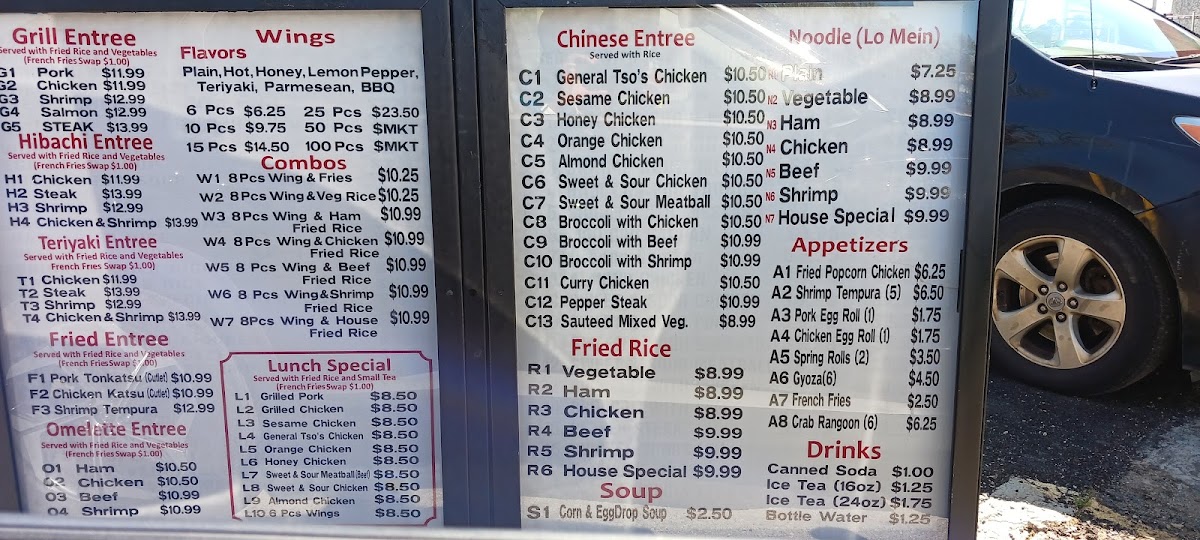 Grill Entree
Served with Fried Rice and Vegetables
(French Fries Swap $1.00)
G1 Pork $11.99
G2 Chicken $11.99
G3 Shrimp $12.99
G4 Salmon $12.99
G5 STEAK $13.99
Hibachi Entree
Served with Fried Rice and Vegetables
(French Fries Swap $1.00)
H1 Chicken $11.99
H2 Steak $13.99
H3 Shrimp $12.99
H4 Chicken & Shrimp $13.99
Teriyaki Entree
Served with Fried Rice and Vegetables
French Fries Swap $1.00)
T1 Chicken $11.99
T2 Steak $13.99
T3 Shrimp $12.99
T4 Chicken & Shrimp $13.99
Fried Entree
Served with Fried Rice and Vegetables
(French Fries Swap $1.00)
F1 Pork Tonkatsu (Cutlet) $10.99
F2 Chicken Katsu (Cutlet) $10.99
F3 Shrimp Tempura $12.99
Omelette Entree
Served with Fried Rice and Vegetables
(French Fries Swap $1.00)
O1 Ham $10.50
O2 Chicken $10.50
O3 Beef $10.99
O4 Shrimp $10.99
Wings
Flavors
Plain, Hot, Honey, Lemon Pepper,
Teriyaki, Parmesean, BBQ
6 Pcs $6.25 25 Pcs $23.50
10 Pcs $9.75 50 Pcs $MKT
15 Pcs $14.50 100 Pcs $MKT
Combos
W1 8Pcs Wing & Fries $10.25
W2 8Pcs Wing & Veg Rice $10.25
W3 8Pcs Wing & Ham $10.99
Fried Rice
W4 8Pcs Wing & Chicken $10.99
Fried Rice
W5 8 Pcs Wing & Beef $10.99
Fried Rice
W6 8 Pcs Wing & Shrimp $10.99
Fried Rice
W7 8Pcs Wing & House $10.99
Fried Rice
Lunch Special
Served with Fried Rice and Small Tea
(French Fries Swap $1.00)
L1 Grilled Pork $8.50
L2 Grilled Chicken $8.50
L3 Sesame Chicken $8.50
L4 General Tso's Chicken $8.50
L5 Orange Chicken $8.50
L6 Honey Chicken $8.50
L7 Sweet & Sour Meatball (Beef) $8.50
L8 Sweet & Sour Chicken $8.50
L9 Almond Chicken $8.50
L10 6 Pcs Wings $8.50
Chinese Entree
Served with Rice
C1 General Tso's Chicken $10.50
C2 Sesame Chicken $10.50
C3 Honey Chicken $10.50
C4 Orange Chicken $10.50
C5 Almond Chicken $10.50
C6 Sweet & Sour Chicken $10.50
C7 Sweet & Sour Meatball $10.50
C8 Broccoli with Chicken $10.50
C9 Broccoli with Beef $10.99
C10 Broccoli with Shrimp $10.99
C11 Curry Chicken $10.50
C12 Pepper Steak $10.99
C13 Sauteed Mixed Veg. $8.99
Fried Rice
R1 Vegetable $8.99
R2 Ham $8.99
R3 Chicken $8.99
R4 Beef $9.99
R5 Shrimp $9.99
R6 House Special $9.99
Soup
S1 Corn & EggDrop Soup $2.50
Noodle (Lo Mein)
N1 Plain $7.25
N2 Vegetable $8.99
N3 Ham $8.99
N4 Chicken $8.99
N5 Beef $9.99
N6 Shrimp $9.99
N7 House Special $9.99
Appetizers
A1 Fried Popcorn Chicken $6.25
A2 Shrimp Tempura (5) $6.50
A3 Pork Egg Roll (1) $1.75
A4 Chicken Egg Roll (1) $1.75
A5 Spring Rolls (2) $3.50
A6 Gyoza(6) $4.50
A7 French Fries $2.50
A8 Crab Rangoon (6) $6.25
Drinks
Canned Soda $1.00
Ice Tea (16oz) $1.25
Ice Tea (24oz) $1.75
Bottle Water $1.25